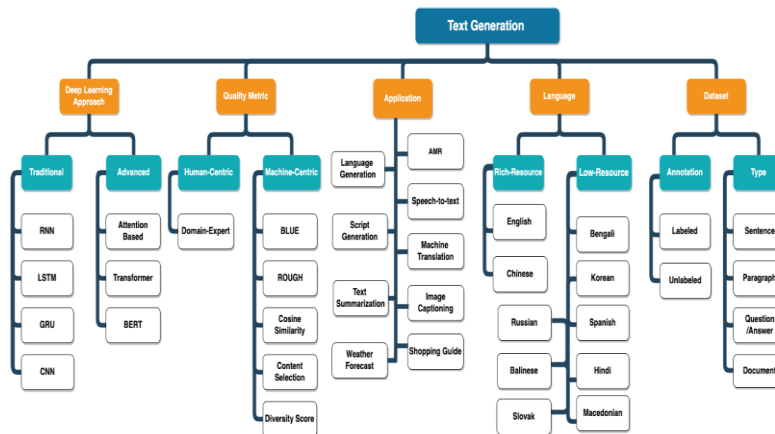 Text Generation
Deep Learning
Approach
Quality Metric
Application
Language
Dataset
Traditional
Advanced
Human-Centric
Machine-Centric
Rich-Resource
Low-Resource
Annotation
Type
RNN
LSTM
GRU
CNN
Attention
Based
Transformer
BERT
Domain-Expert
BLUE
ROUGH
Cosine
Similarity
Content
Selection
Diversity Score
Language
Generation
AMR
Speech-to-text
Script
Generation
Machine
Translation
Text
Summarization
Image
Captioning
Weather
Forecast
Shopping Guide
English
Chinese
Bengali
Korean
Russian
Spanish
Balinese
Hindi
Slovak
Macedonian
Labeled
Unlabeled
Sentence
Paragraph
Question
/Answer
Document